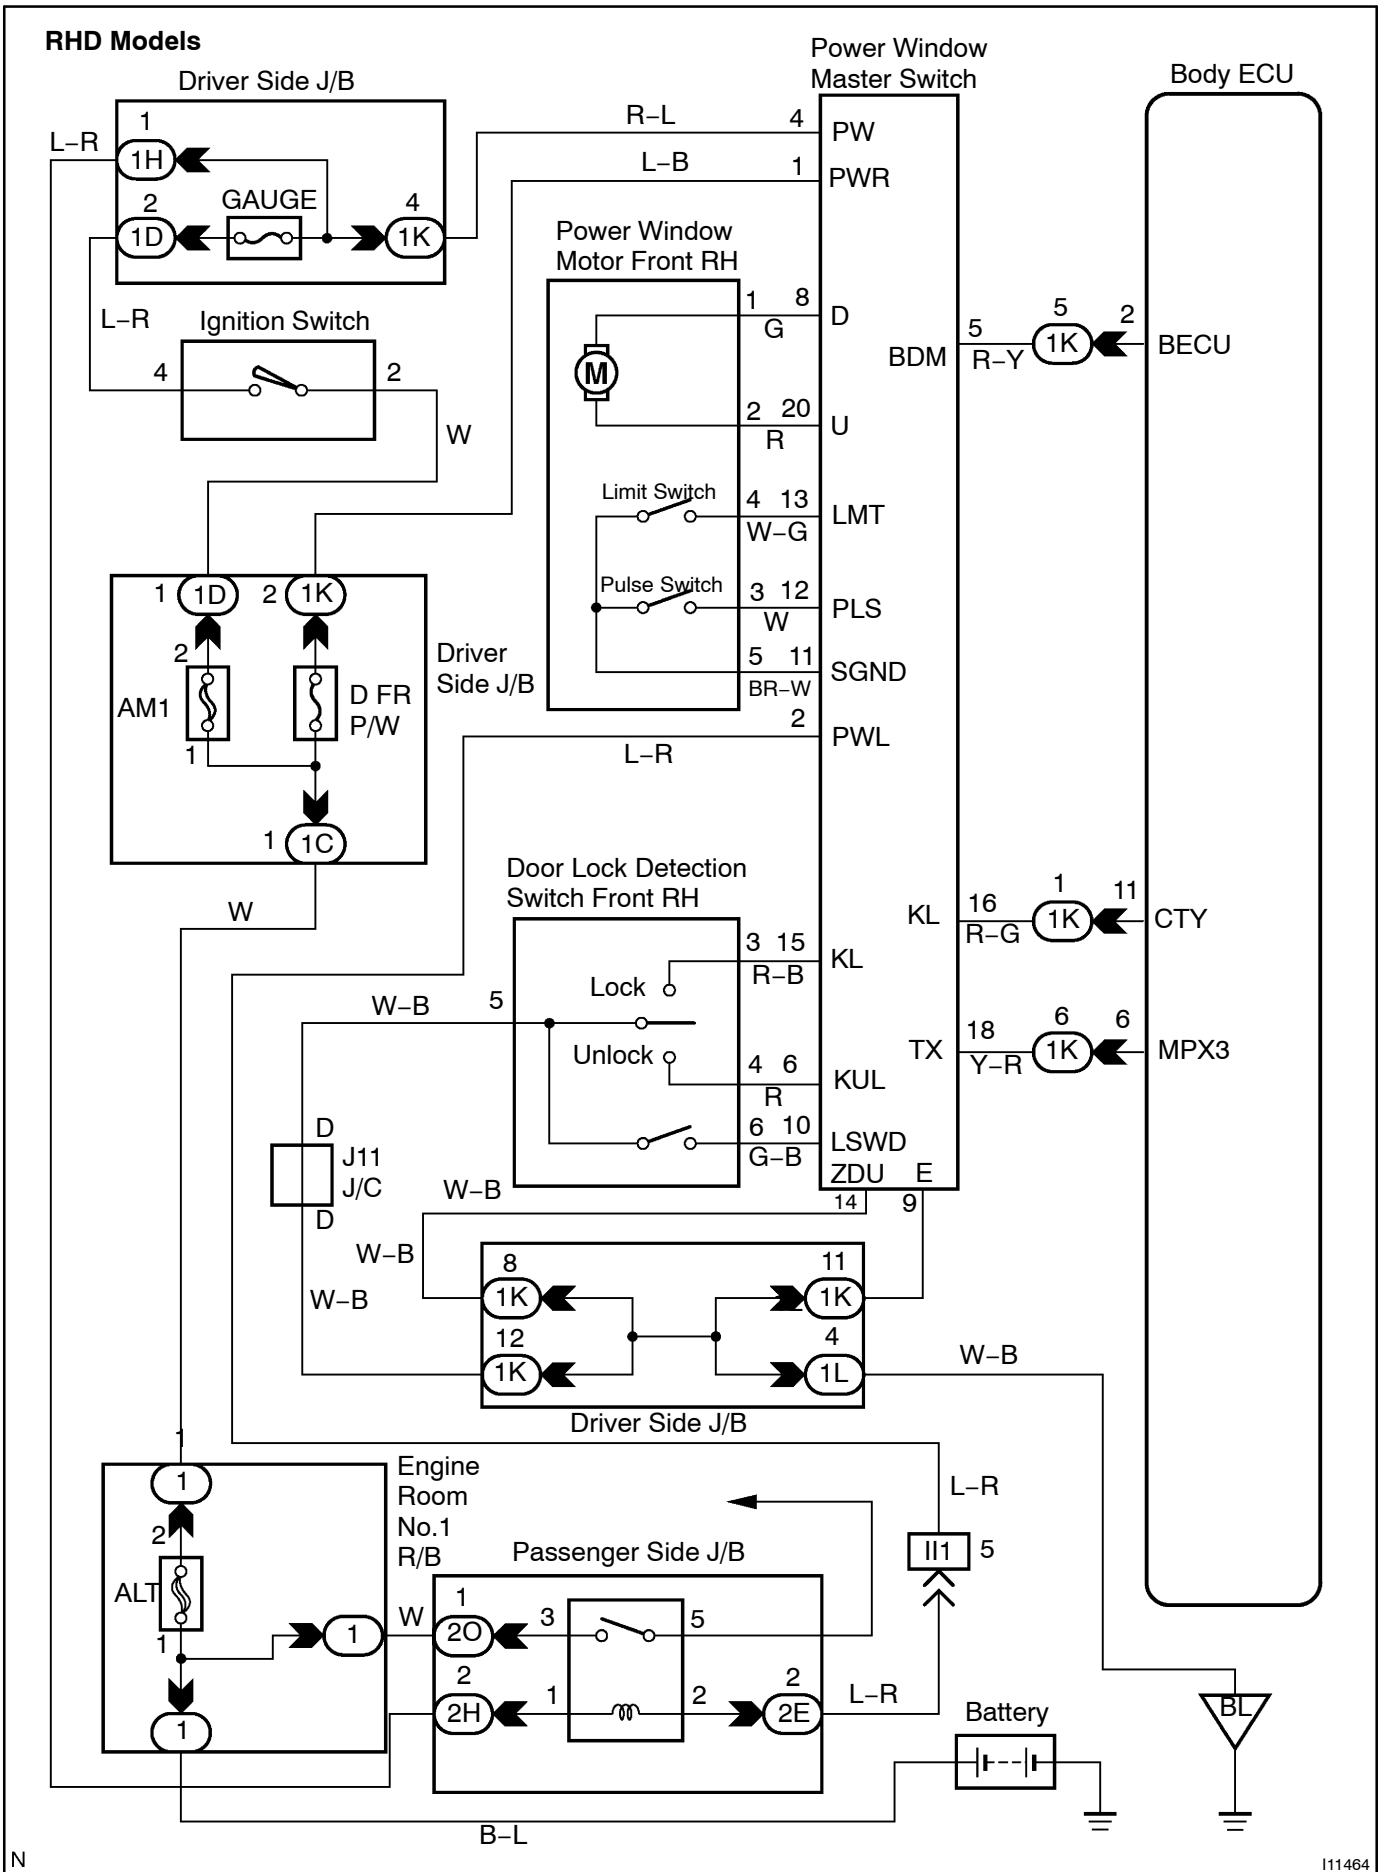 RHD Models
Driver Side J/B
1
L–R
1H
2
GAUGE
4
1D
1K
L–R
Ignition Switch
4
2
W
R–L
4
PW
L–B
1
PWR
Power Window
Master Switch
Body ECU
Power Window
Motor Front RH
1
8
D
G
M
2
20
U
R
Limit Switch
4
13
LMT
W–G
Pulse Switch
3
12
PLS
W
5
11
SGND
BR–W
2
PWL
L–R
5
BDM
R–Y
5
1K
2
BECU
1
1D
2
1K
2
AM1
1
D FR
P/W
Driver
Side J/B
1
1C
W
Door Lock Detection
Switch Front RH
3
15
KL
R–B
Lock
W–B
5
Unlock
4
6
KUL
R
6
10
LSWD
G–B
KL
16
R–G
1
1K
11
CTY
TX
18
Y–R
6
1K
6
MPX3
ZDU
E
14
9
D
J11
J/C
D
W–B
W–B
W–B
8
1K
11
1K
12
1K
4
1L
W–B
Driver Side J/B
1
1
2
ALT
1
1
1
Engine
Room
No.1
R/B
W
Passenger Side J/B
1
2O
3
5
2
2H
1
2
2
2E
L–R
L–R
II1
5
Battery
BL
B–L
N
I11464